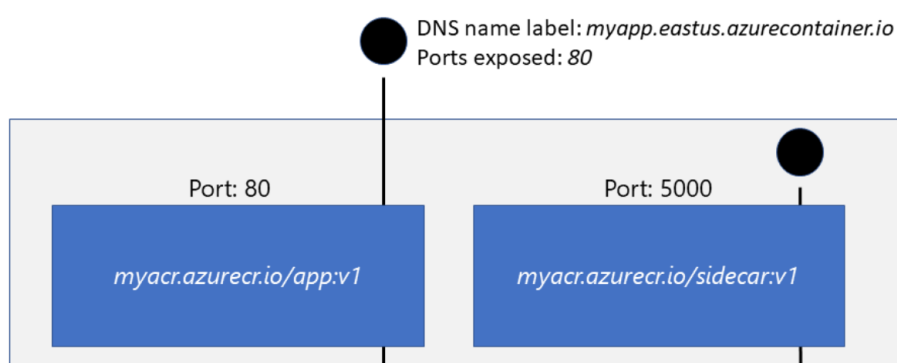 DNS name label: myapp.eastus.azurecontainer.io
Ports exposed: 80
Port: 80
Port: 5000
myacr.azurecr.io/app:v1
myacr.azurecr.io/sidecar:v1